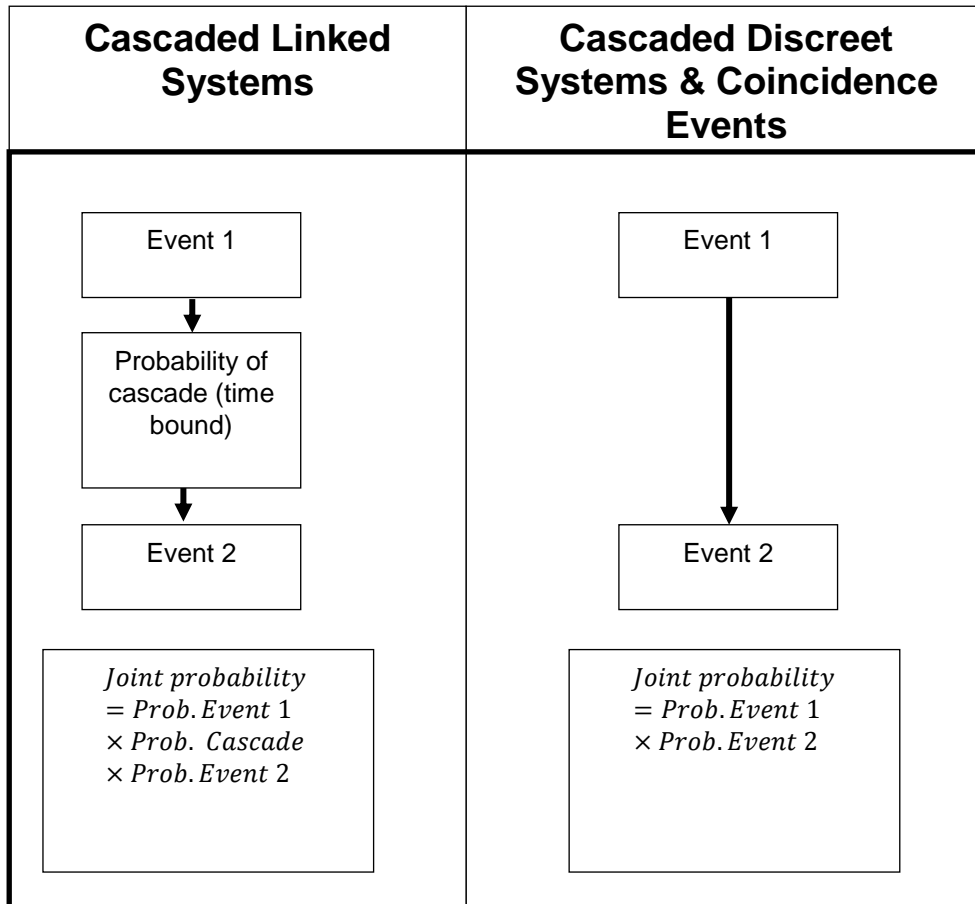 Cascaded Linked
Systems
Cascaded Discreet
Systems & Coincidence
Events
Event 1
Probability of
cascade (time
bound)
Event 2
Joint probability
= Prob. Event 1
× Prob. Cascade
× Prob. Event 2
Event 1
Event 2
Joint probability
= Prob. Event 1
× Prob. Event 2